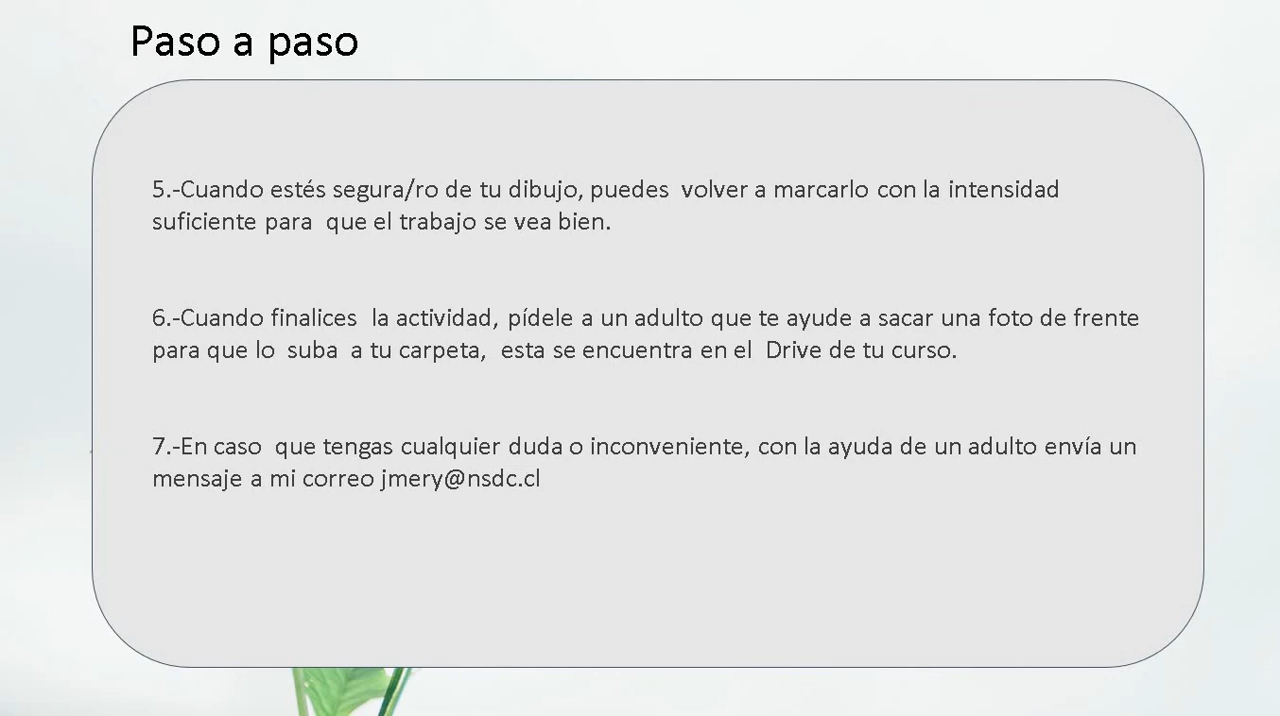 Paso a paso
5.-Cuando estés segura/ro de tu dibujo, puedes volver a marcarlo con la intensidad
suficiente para que el trabajo se vea bien.
6.-Cuando finalices la actividad, pídele a un adulto que te ayude a sacar una foto de frente
para que lo suba a tu carpeta, esta se encuentra en el Drive de tu curso.
7.-En caso que tengas cualquier duda o inconveniente, con la ayuda de un adulto envía un
mensaje a mi correo jmery@nsdc.cl